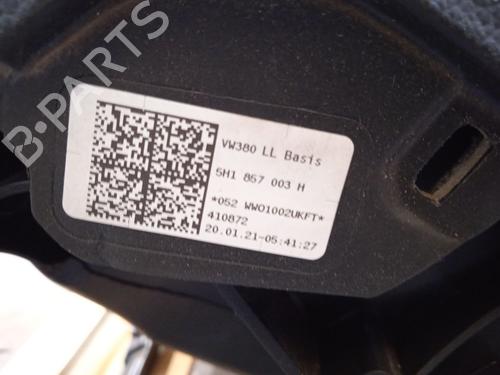 B-PARTS
VW380 LL Basis
5H1 857 003 H
*052 WWO1002UKFT*
410872
20.01.21-05:41:27